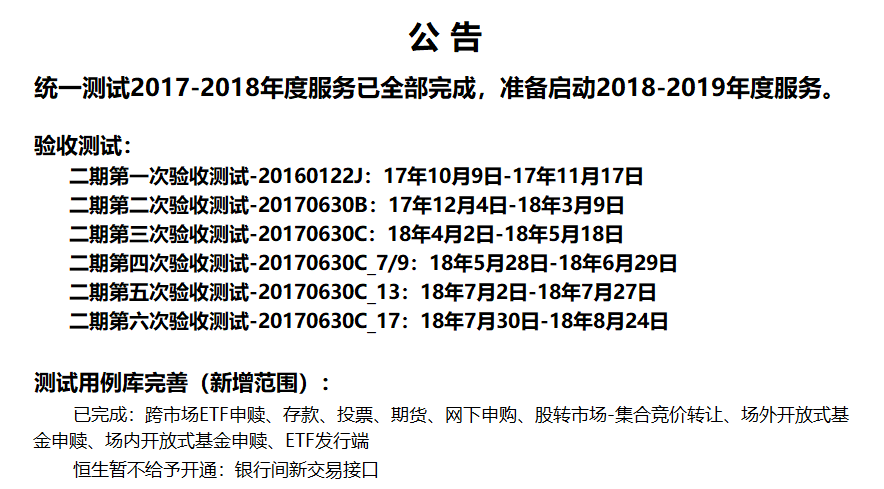 公 告
统一测试2017-2018年度服务已全部完成，准备启动2018-2019年度服务。
验收测试：
二期第一次验收测试-20160122J：17年10月9日-17年11月17日
二期第二次验收测试-20170630B：17年12月4日-18年3月9日
二期第三次验收测试-20170630C：18年4月2日-18年5月18日
二期第四次验收测试-20170630C_7/9：18年5月28日-18年6月29日
二期第五次验收测试-20170630C_13：18年7月2日-18年7月27日
二期第六次验收测试-20170630C_17：18年7月30日-18年8月24日
测试用例库完善（新增范围）：
已完成：跨市场ETF申赎、存款、投票、期货、网下申购、股转市场-集合竞价转让、场外开放式基
金申赎、场内开放式基金申赎、ETF发行端
恒生暂不给予开通：银行间新交易接口